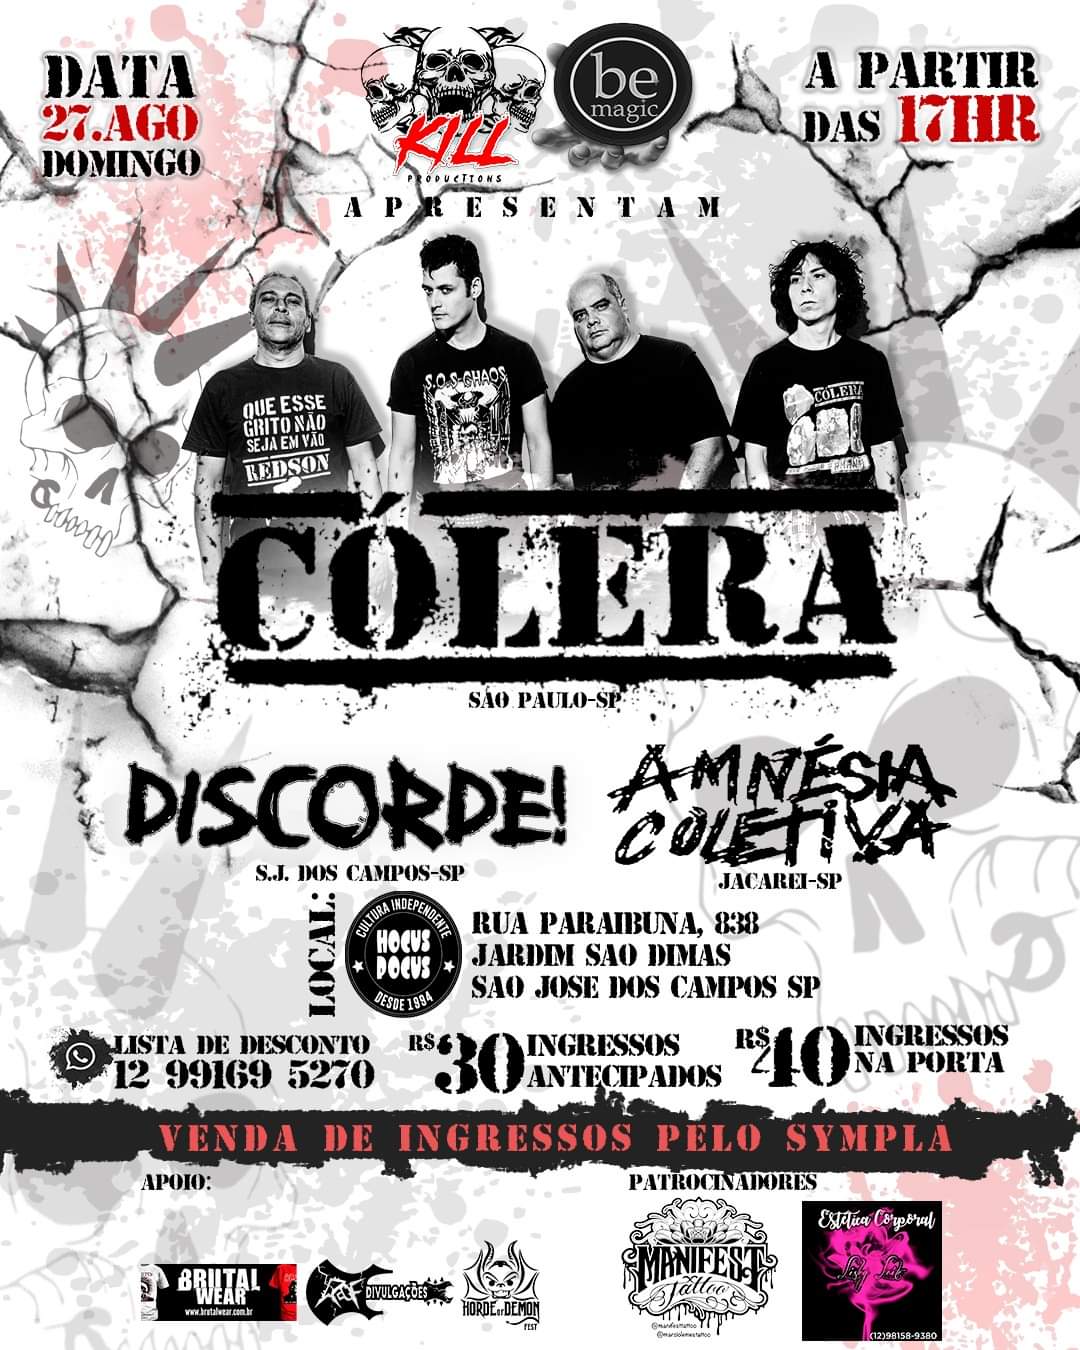 DATA
27.AGO
DOMINGO
KILL
PRODUCTIONS
be
magic
A PARTIR
DAS 17HR
APRESENTAM
QUE ESSE
GRITO NÃO
SEJA EM VÃO
REDSON
S.O.S CHAOS
CÓLERA
CÓLERA
SAO PAULO-SP
DISCORDE!
S.J. DOS CAMPOS-SP
AMNÉSIA
COLETIVA
JACAREI-SP
LOCAL:
CULTURA INDEPENDENTE
HOCUS
POCUS
DESDE 1994
RUA PARAIBUNA, 838
JARDIM SAO DIMAS
SAO JOSE DOS CAMPOS SP
LISTA DE DESCONTO
12 99169 5270
R$30 INGRESSOS
ANTECIPADOS
R$40 INGRESSOS
NA PORTA
VENDA DE INGRESSOS PELO SYMPLA
APOIO:
BRUTAL
WEAR
www.brutalwear.com.br
DIVULGAÇÕES
HORDE OF DEMON
FEST
PATROCINADORES
MANIFEST
Tattoo
@manifesttattoo
Estética Corporal
(12)98158-9380